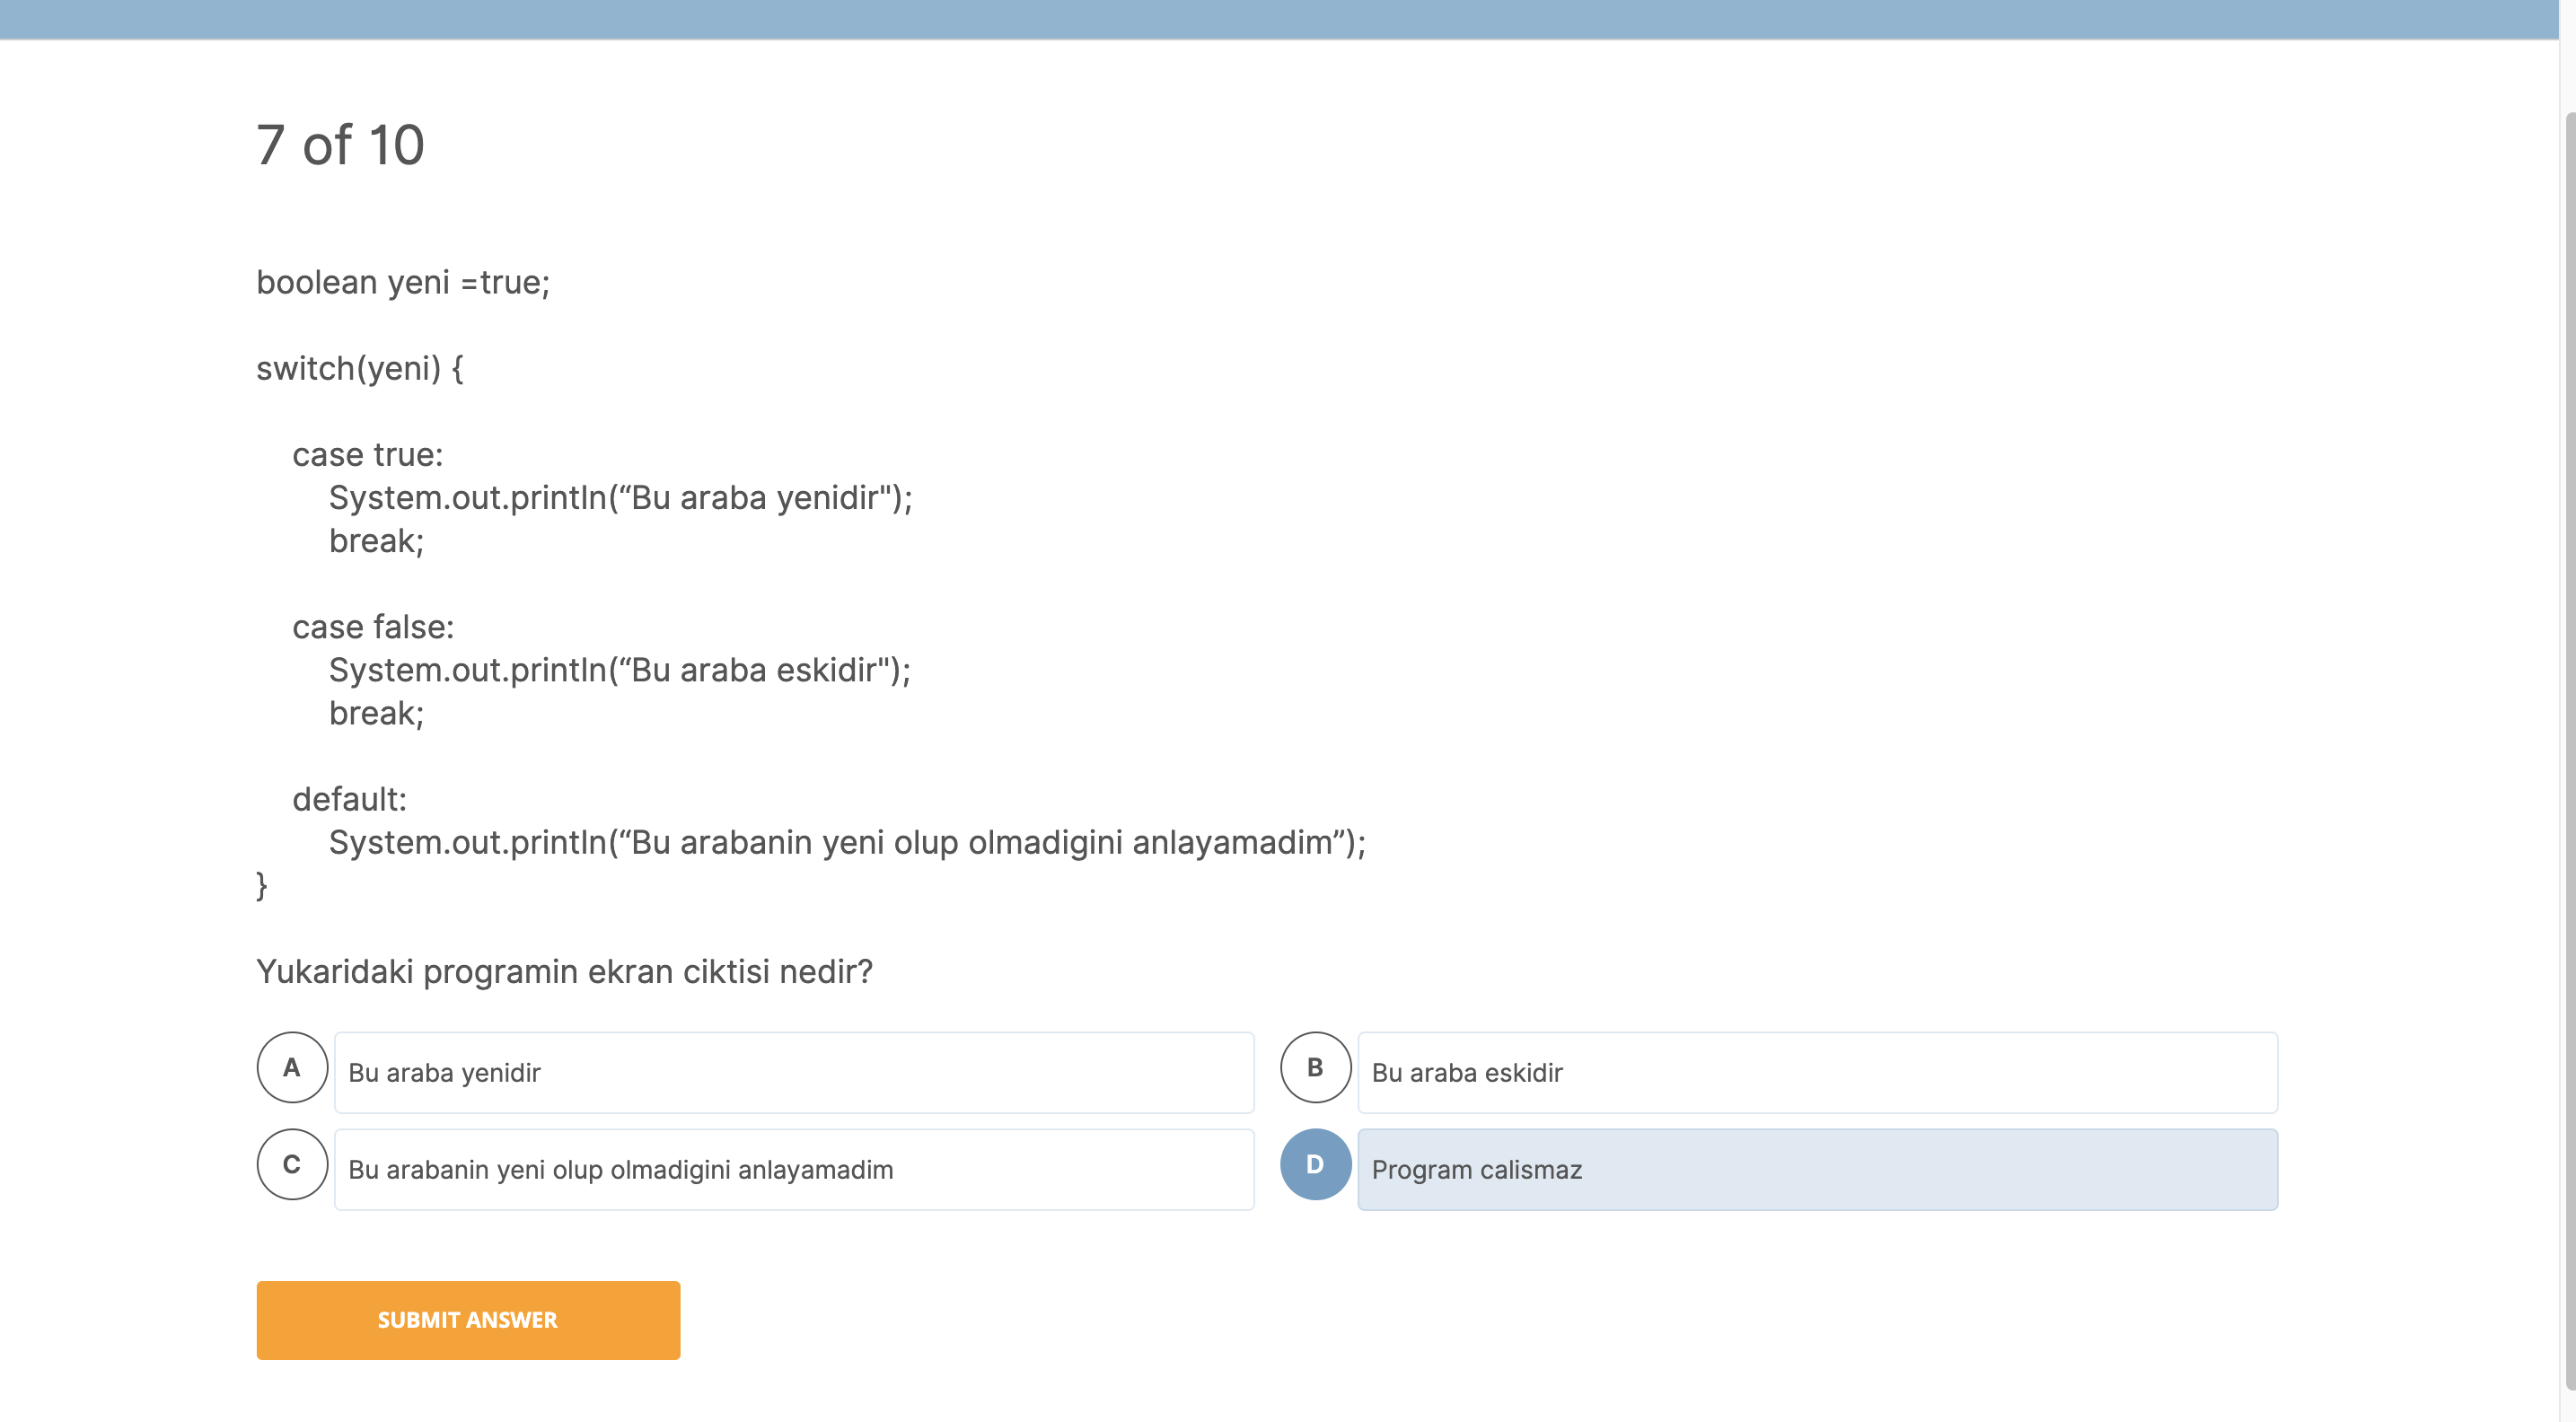 7 of 10
boolean yeni =true;
switch(yeni) {
case true:
System.out.println(“Bu araba yenidir");
break;
case false:
System.out.println(“Bu araba eskidir");
break;
default:
System.out.println(“Bu arabanin yeni olup olmadigini anlayamadim”);
}
Yukaridaki programin ekran ciktisi nedir?
A Bu araba yenidir
B Bu araba eskidir
C Bu arabanin yeni olup olmadigini anlayamadim
D Program calismaz
SUBMIT ANSWER